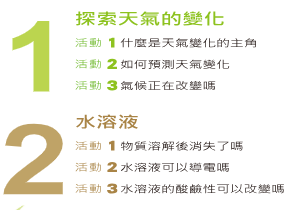 1
探索天氣的變化
活動 1 什麼是天氣變化的主角
活動 2 如何預測天氣變化
活動 3 氣候正在改變嗎
2
水溶液
活動 1 物質溶解後消失了嗎
活動 2 水溶液可以導電嗎
活動 3 水溶液的酸鹼性可以改變嗎